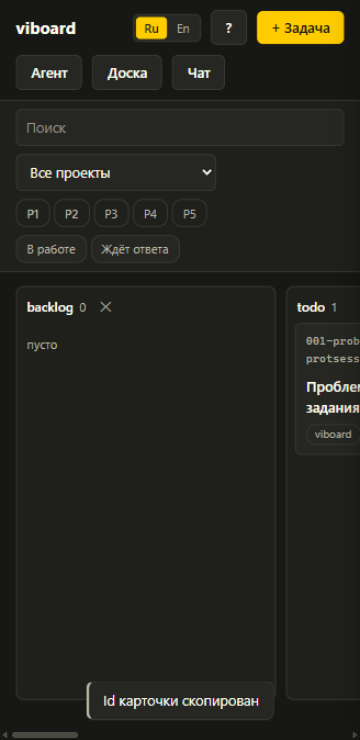 viboard
Ru En
?
+ Задача
Агент
Доска
Чат
Поиск
Все проекты
P1 P2 P3 P4 P5
В работе Ждёт ответа
backlog 0
пусто
todo 1
001-prob
protsess
Проблем
задания
viboard
Id карточки скопирован